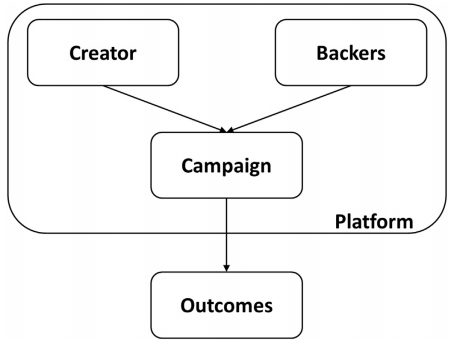 Creator
Backers
Campaign
Platform
Outcomes